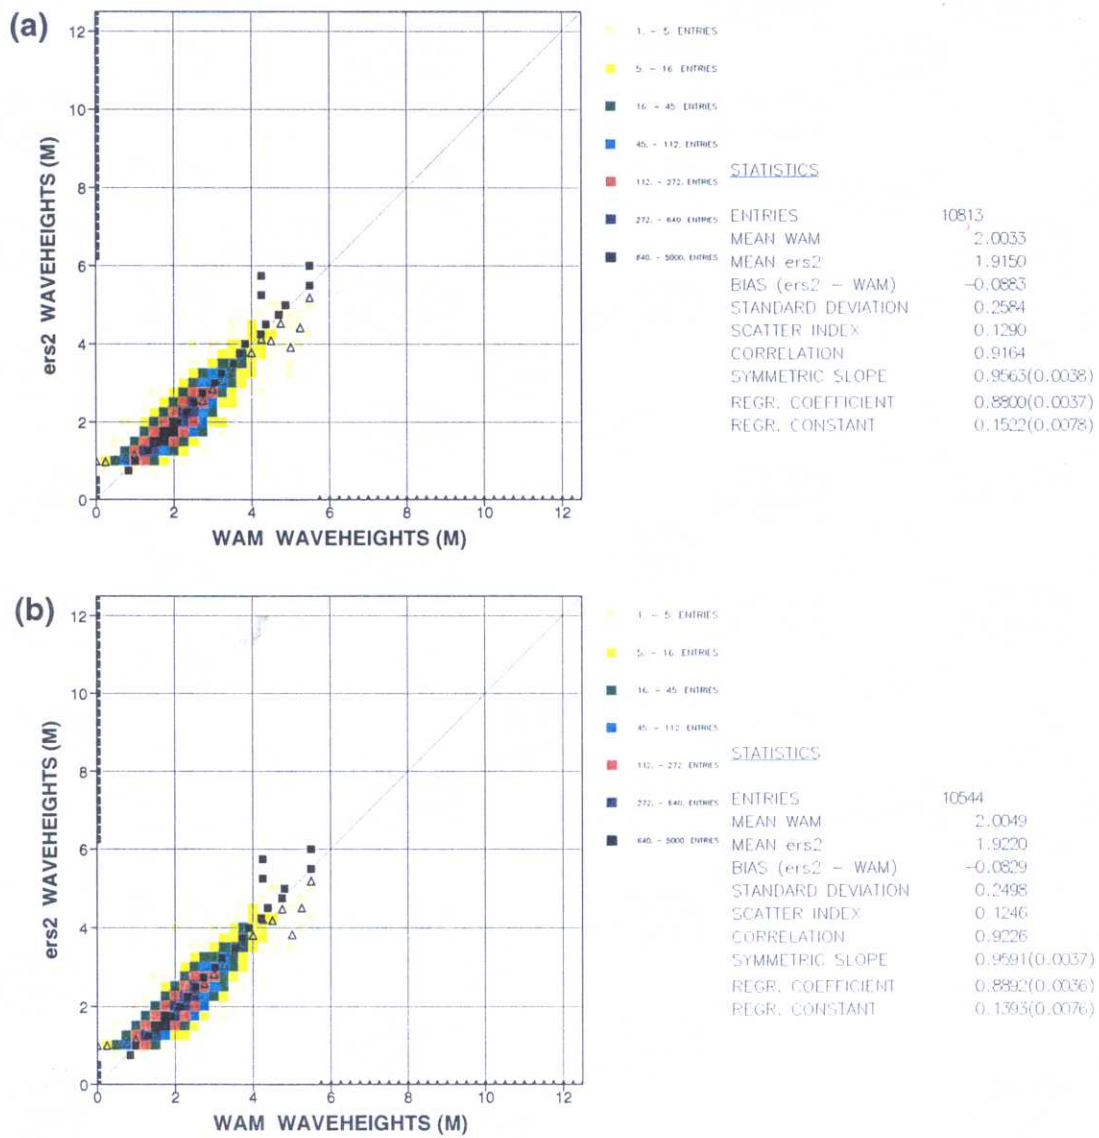 (a)
12
10
8
6
4
2
0
ers2 WAVEHEIGHTS (M)
0 2 4 6 8 10 12
WAM WAVEHEIGHTS (M)
1. - 5. ENTRIES
5. - 16. ENTRIES
16. - 45. ENTRIES
45. - 112. ENTRIES
112. - 272. ENTRIES
272. - 640. ENTRIES
640. - 5000. ENTRIES
STATISTICS
ENTRIES 10813
MEAN WAM 2.0033
MEAN ers2 1.9150
BIAS (ers2 - WAM) -0.0883
STANDARD DEVIATION 0.2584
SCATTER INDEX 0.1290
CORRELATION 0.9164
SYMMETRIC SLOPE 0.9563(0.0038)
REGR. COEFFICIENT 0.8800(0.0037)
REGR. CONSTANT 0.1522(0.0078)
(b)
12
10
8
6
4
2
0
ers2 WAVEHEIGHTS (M)
0 2 4 6 8 10 12
WAM WAVEHEIGHTS (M)
1. - 5. ENTRIES
5. - 16. ENTRIES
16. - 45. ENTRIES
45. - 112. ENTRIES
112. - 272. ENTRIES
272. - 640. ENTRIES
640. - 5000. ENTRIES
STATISTICS
ENTRIES 10544
MEAN WAM 2.0049
MEAN ers2 1.9220
BIAS (ers2 - WAM) -0.0829
STANDARD DEVIATION 0.2498
SCATTER INDEX 0.1246
CORRELATION 0.9226
SYMMETRIC SLOPE 0.9591(0.0037)
REGR. COEFFICIENT 0.8892(0.0036)
REGR. CONSTANT 0.1393(0.0076)